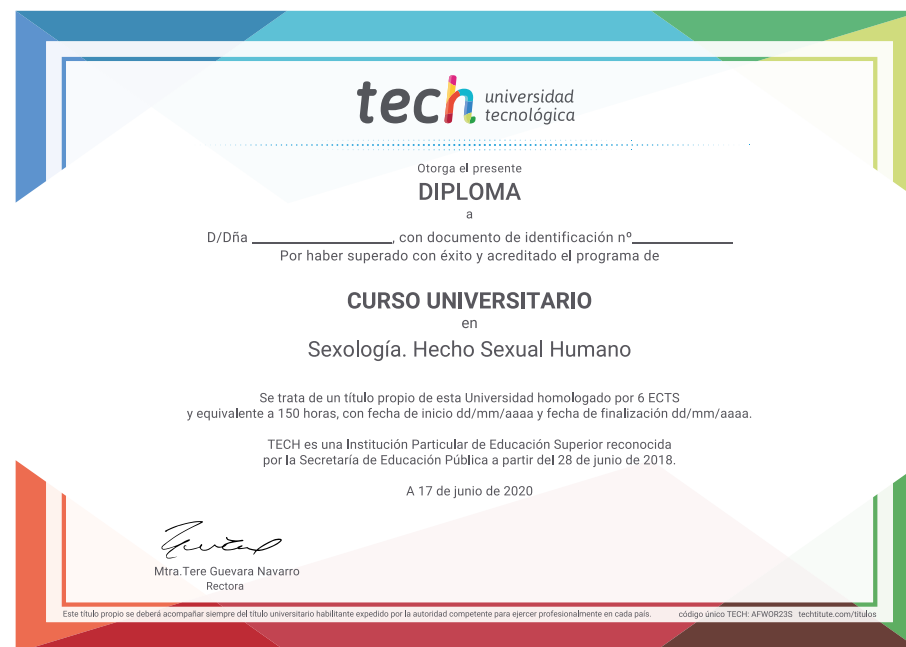 tech universidad
tecnológica
Otorga el presente
DIPLOMA
a
D/Dña ____________________, con documento de identificación nº______________
Por haber superado con éxito y acreditado el programa de
CURSO UNIVERSITARIO
en
Sexología. Hecho Sexual Humano
Se trata de un título propio de esta Universidad homologado por 6 ECTS
y equivalente a 150 horas, con fecha de inicio dd/mm/aaaa y fecha de finalización dd/mm/aaaa.
TECH es una Institución Particular de Educación Superior reconocida
por la Secretaría de Educación Pública a partir del 28 de junio de 2018.
A 17 de junio de 2020
Mtra.Tere Guevara Navarro
Rectora
Este título propio se deberá acompañar siempre del título universitario habilitante expedido por la autoridad competente para ejercer profesionalmente en cada país. código único TECH: AFWOR23S techtitute.com/titulos